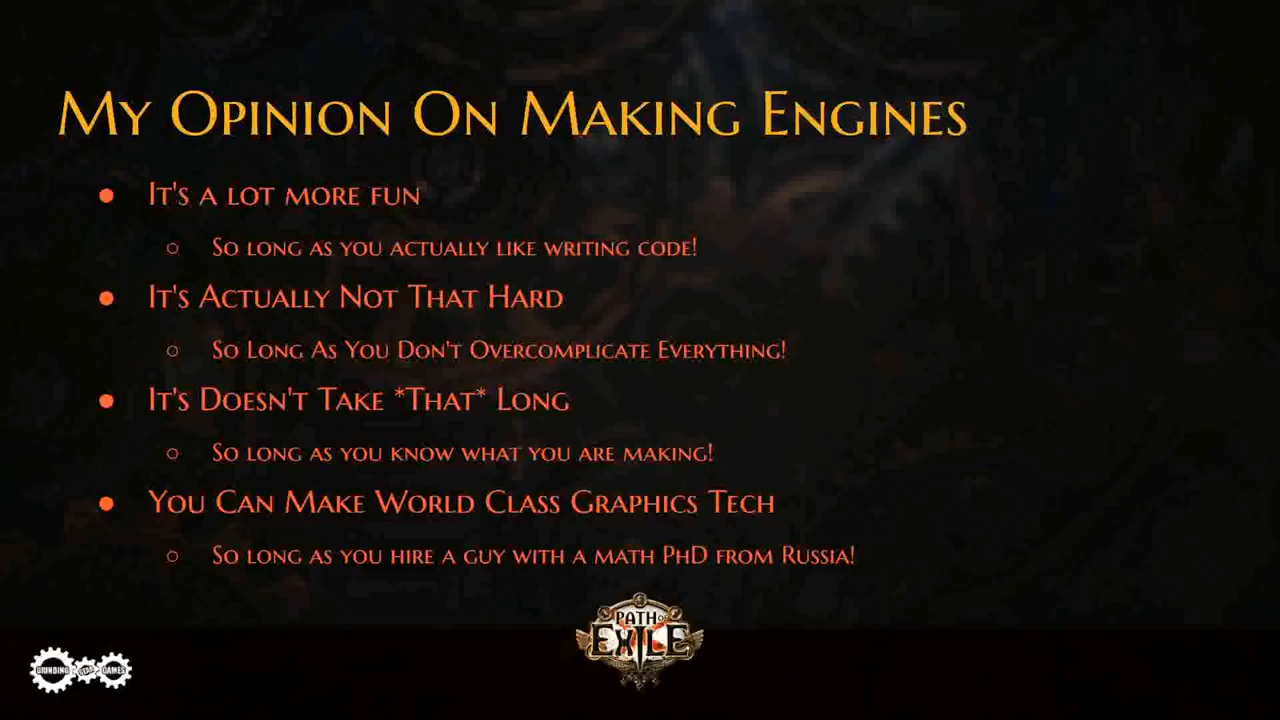 My Opinion On Making Engines
● It's a lot more fun
○ So long as you actually like writing code!
● It's Actually Not That Hard
○ So Long As You Don't Overcomplicate Everything!
● It's Doesn't Take *That* Long
○ So long as you know what you are making!
● You Can Make World Class Graphics Tech
○ So long as you hire a guy with a math PhD from Russia!
PATH OF
EXILE
GRINDING GEAR GAMES